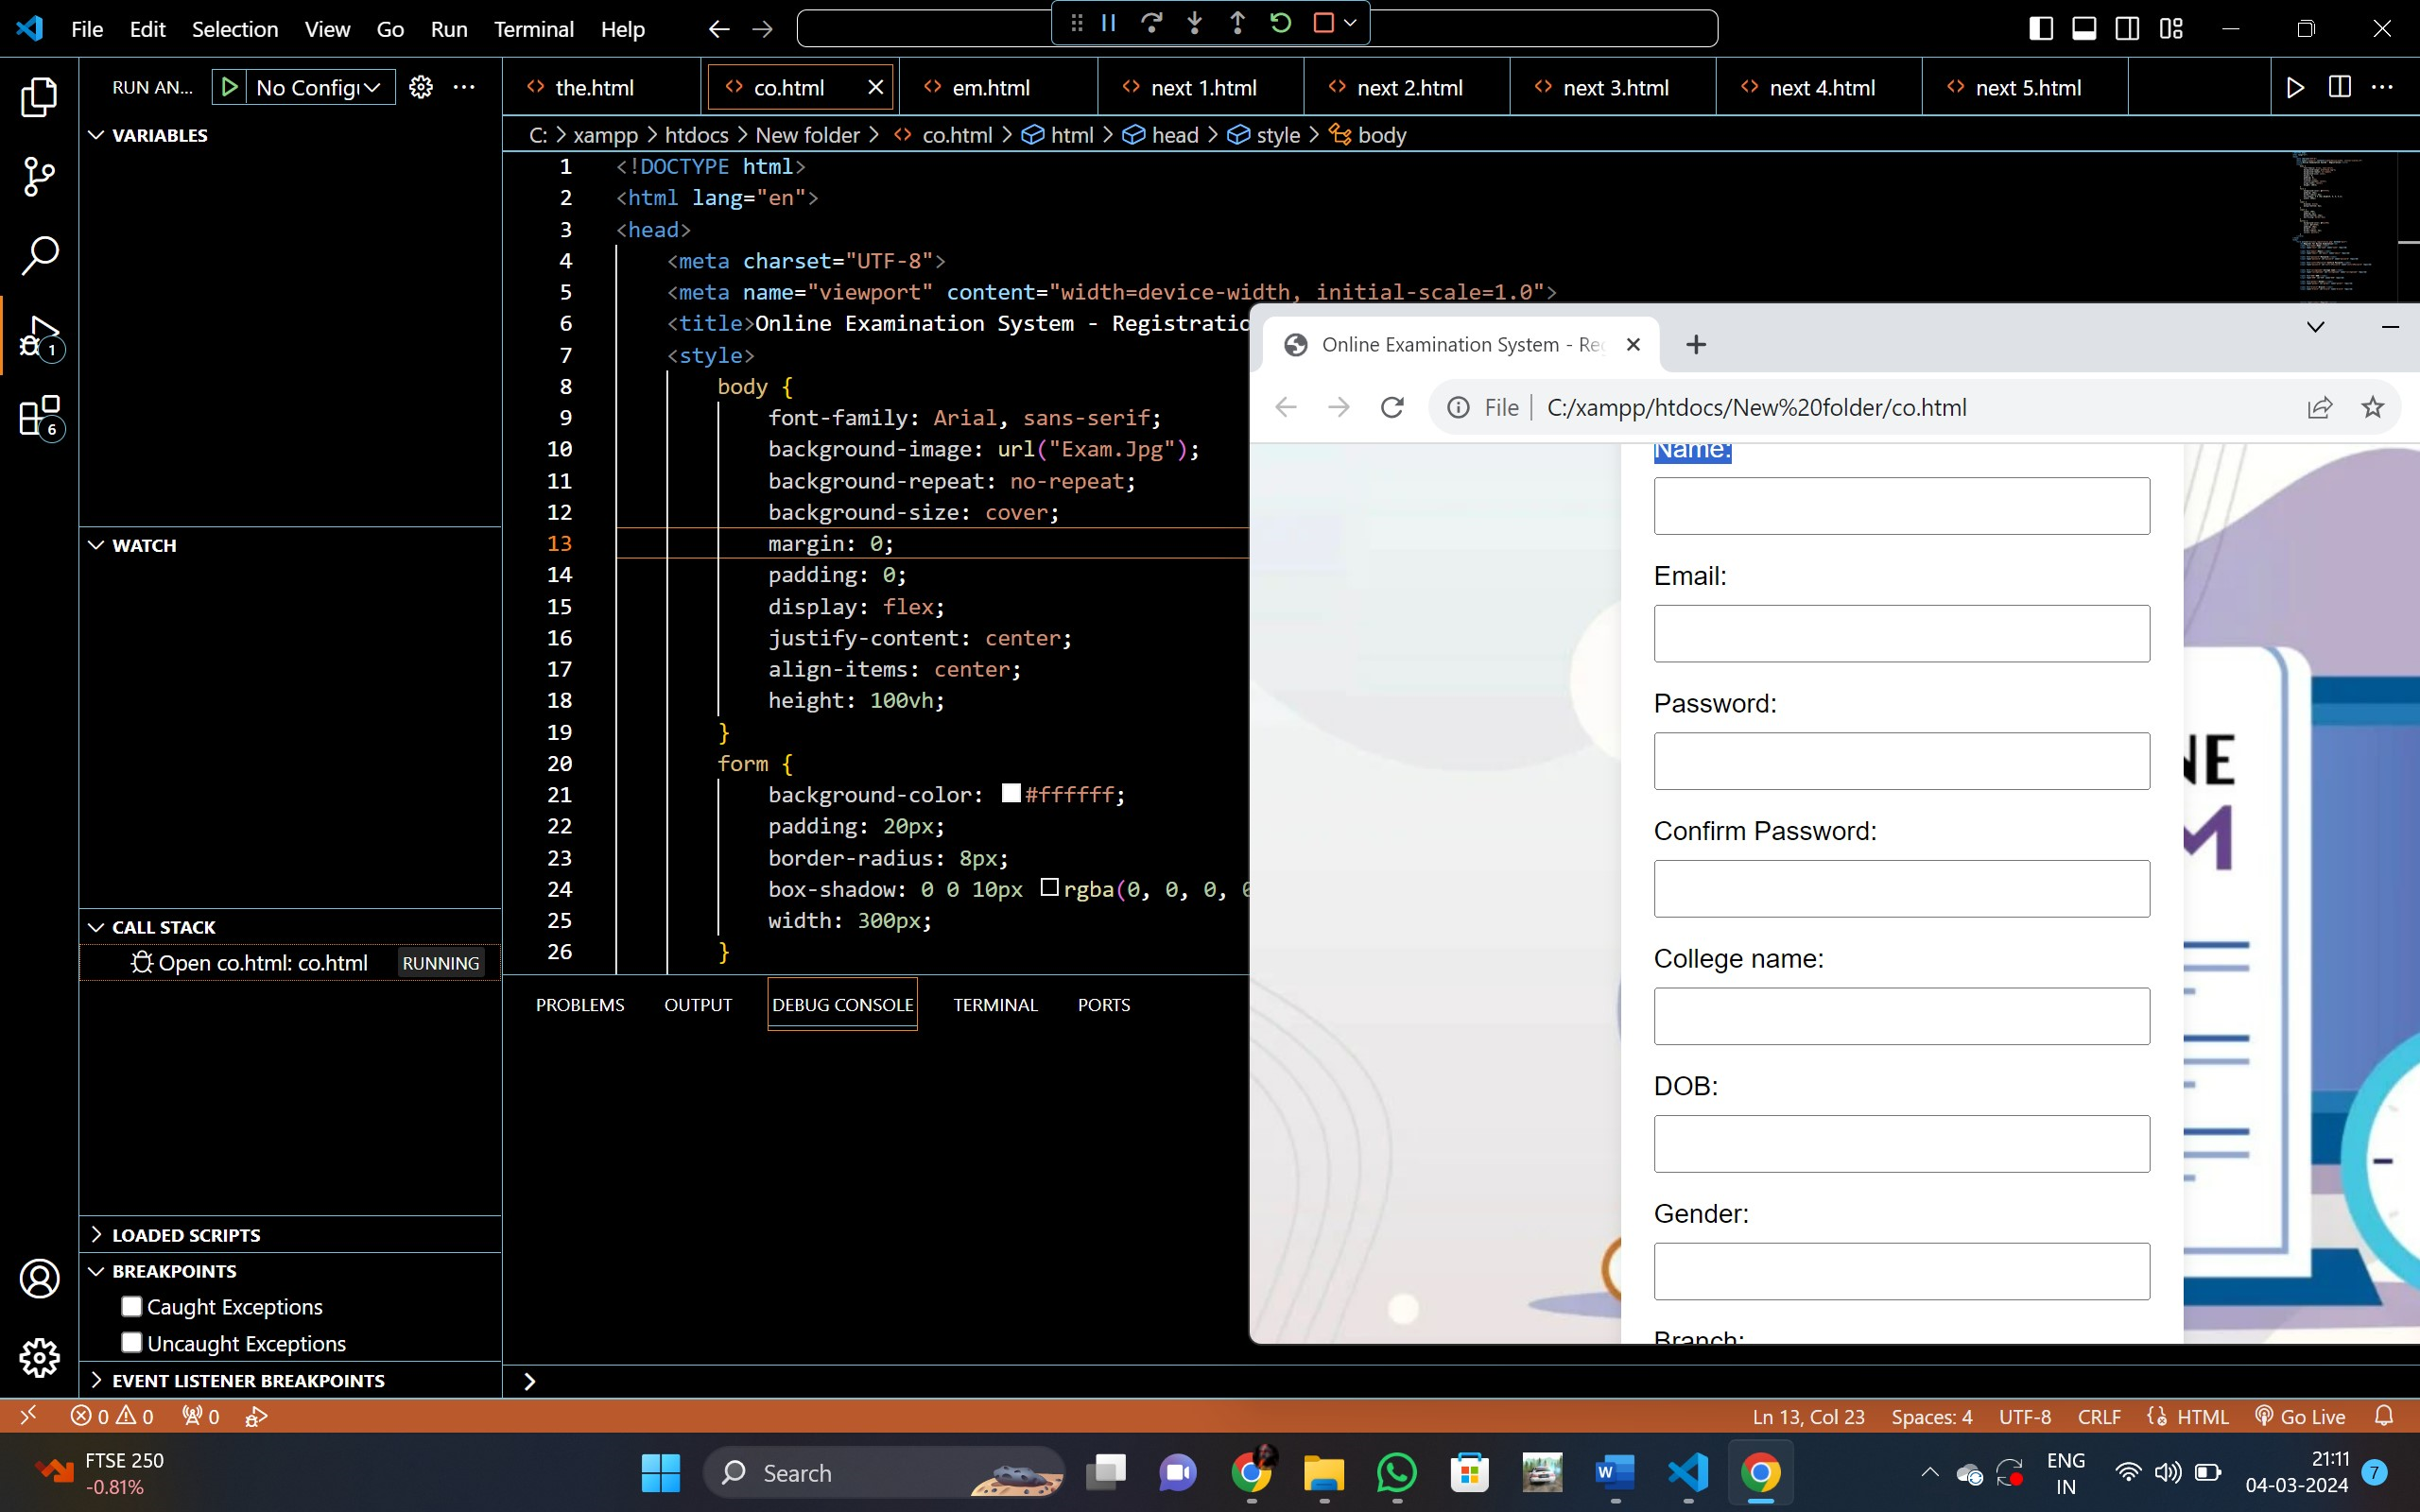 File Edit Selection View Go Run Terminal Help
RUN AN... No Config
the.html co.html em.html next 1.html next 2.html next 3.html next 4.html next 5.html
C: > xampp > htdocs > New folder > co.html > html > head > style > body
VARIABLES
WATCH
CALL STACK
Open co.html: co.html RUNNING
LOADED SCRIPTS
BREAKPOINTS
Caught Exceptions
Uncaught Exceptions
EVENT LISTENER BREAKPOINTS
1
6
1 <!DOCTYPE html>
2 <html lang="en">
3 <head>
4 <meta charset="UTF-8">
5 <meta name="viewport" content="width=device-width, initial-scale=1.0">
6 <title>Online Examination System - Registratio
7 <style>
8 body {
9 font-family: Arial, sans-serif;
10 background-image: url("Exam.Jpg");
11 background-repeat: no-repeat;
12 background-size: cover;
13 margin: 0;
14 padding: 0;
15 display: flex;
16 justify-content: center;
17 align-items: center;
18 height: 100vh;
19 }
20 form {
21 background-color: #ffffff;
22 padding: 20px;
23 border-radius: 8px;
24 box-shadow: 0 0 10px rgba(0, 0, 0, 0
25 width: 300px;
26 }
PROBLEMS OUTPUT DEBUG CONSOLE TERMINAL PORTS
>
Online Examination System - Reg
File C:/xampp/htdocs/New%20folder/co.html
Name:
Email:
Password:
Confirm Password:
College name:
DOB:
Gender:
Branch:
NE
M
0 0 0 Ln 13, Col 23 Spaces: 4 UTF-8 CRLF HTML Go Live
FTSE 250
-0.81%
Search
W
ENG
IN
21:11
04-03-2024
7